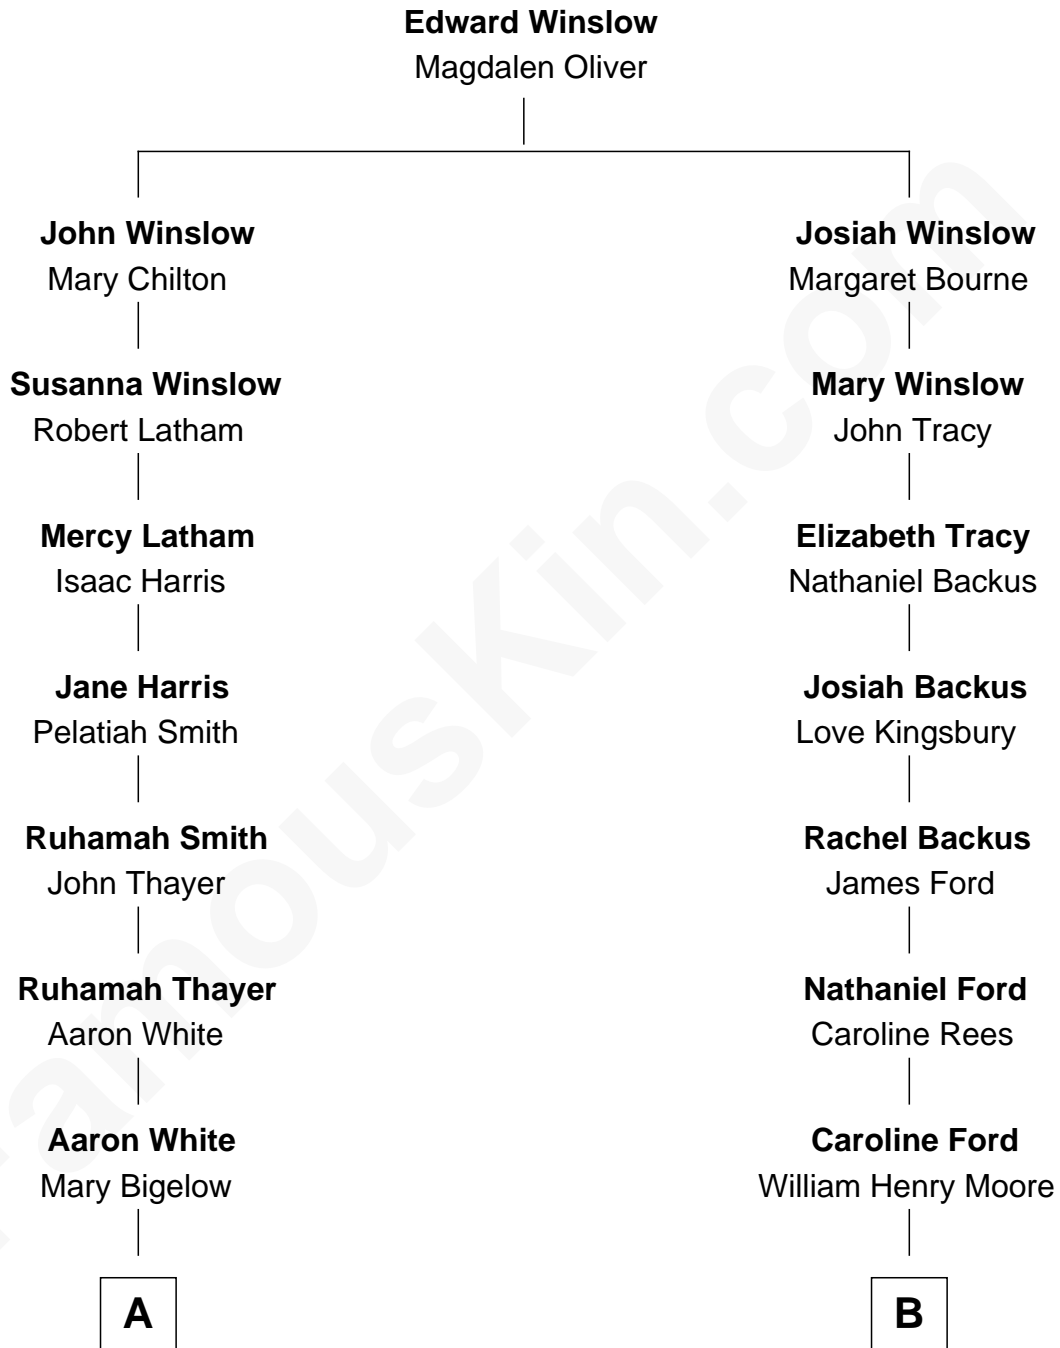 Edward Winslow
Magdalen Oliver
John Winslow
Mary Chilton
Josiah Winslow
Margaret Bourne
Susanna Winslow
Robert Latham
Mary Winslow
John Tracy
Mercy Latham
Isaac Harris
Elizabeth Tracy
Nathaniel Backus
Jane Harris
Pelatiah Smith
Josiah Backus
Love Kingsbury
Ruhamah Smith
John Thayer
Rachel Backus
James Ford
Ruhamah Thayer
Aaron White
Nathaniel Ford
Caroline Rees
Aaron White
Mary Bigelow
Caroline Ford
William Henry Moore
A
B
FamousKin.com